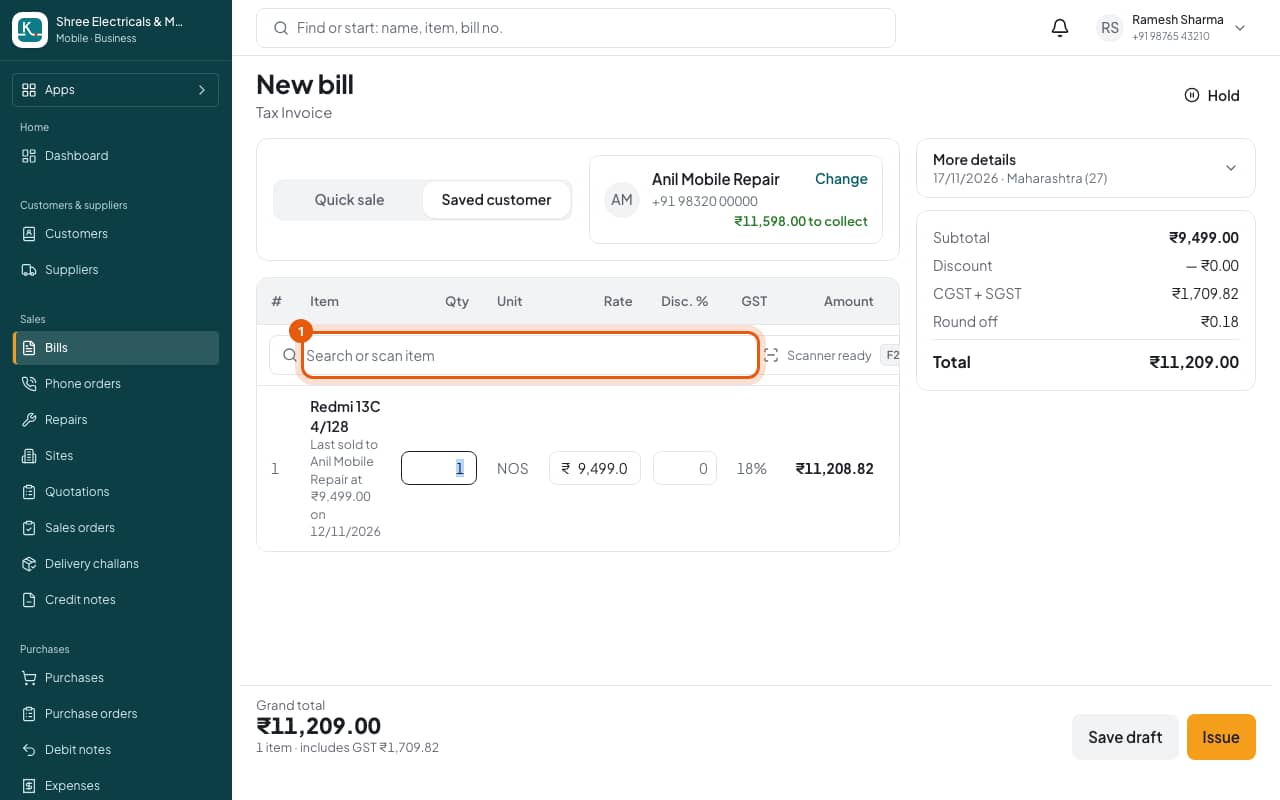 Shree Electricals & M...
Mobile · Business
Apps
Home
Dashboard
Customers & suppliers
Customers
Suppliers
Sales
Bills
Phone orders
Repairs
Sites
Quotations
Sales orders
Delivery challans
Credit notes
Purchases
Purchases
Purchase orders
Debit notes
Expenses
Find or start: name, item, bill no.
RS
Ramesh Sharma
+91 98765 43210
New bill
Tax Invoice
Hold
Quick sale
Saved customer
AM
Anil Mobile Repair
Change
+91 98320 00000
₹11,598.00 to collect
# Item Qty Unit Rate Disc. % GST Amount
1
Search or scan item
Scanner ready
F2
1
Redmi 13C
4/128
Last sold to
Anil Mobile
Repair at
₹9,499.00
on
12/11/2026
1
NOS
₹ 9,499.0
0
18%
₹11,208.82
More details
17/11/2026 · Maharashtra (27)
Subtotal ₹9,499.00
Discount — ₹0.00
CGST + SGST ₹1,709.82
Round off ₹0.18
Total ₹11,209.00
Grand total
₹11,209.00
1 item · includes GST ₹1,709.82
Save draft
Issue